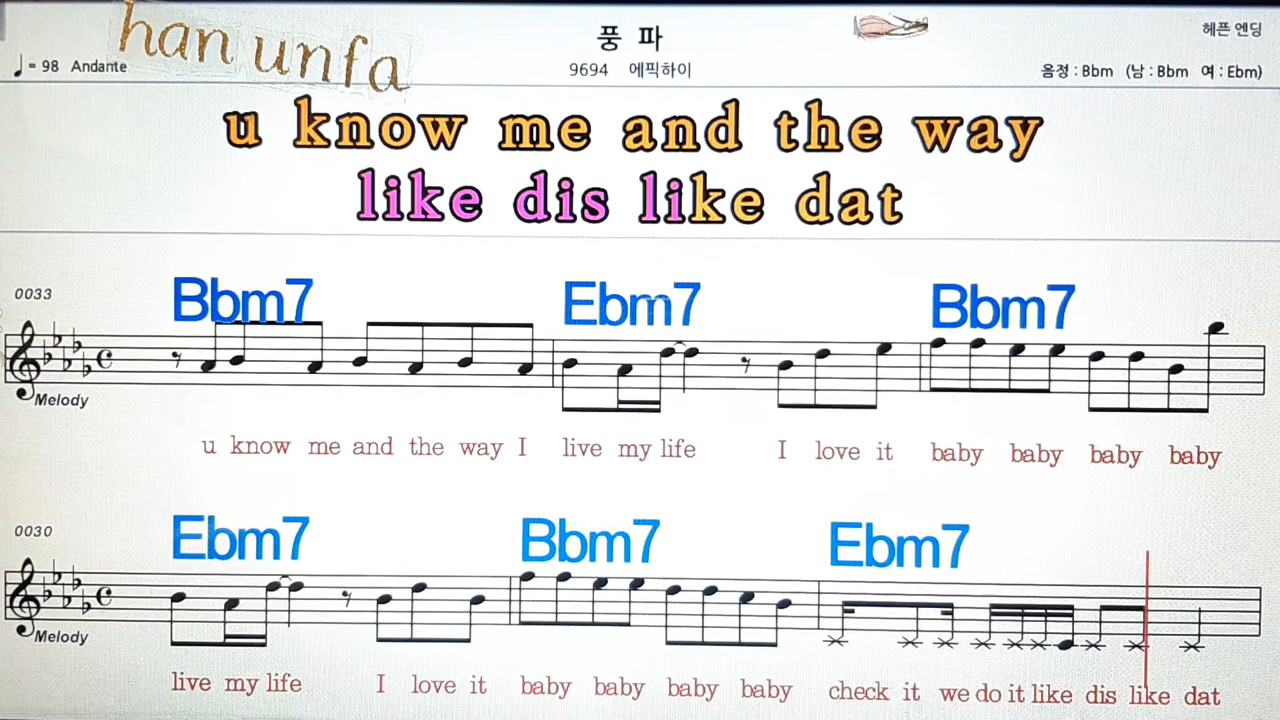 han unfa
풍 파
헤픈 엔딩
♩= 98 Andante
9694 에픽하이
음정 : Bbm (남 : Bbm 여 : Ebm)
u know me and the way
like dis like dat
Bbm7 Ebm7 Bbm7
0033
Melody
u know me and the way I live my life I love it baby baby baby baby
Ebm7 Bbm7 Ebm7
0030
Melody
live my life I love it baby baby baby baby check it we do it like dis like dat